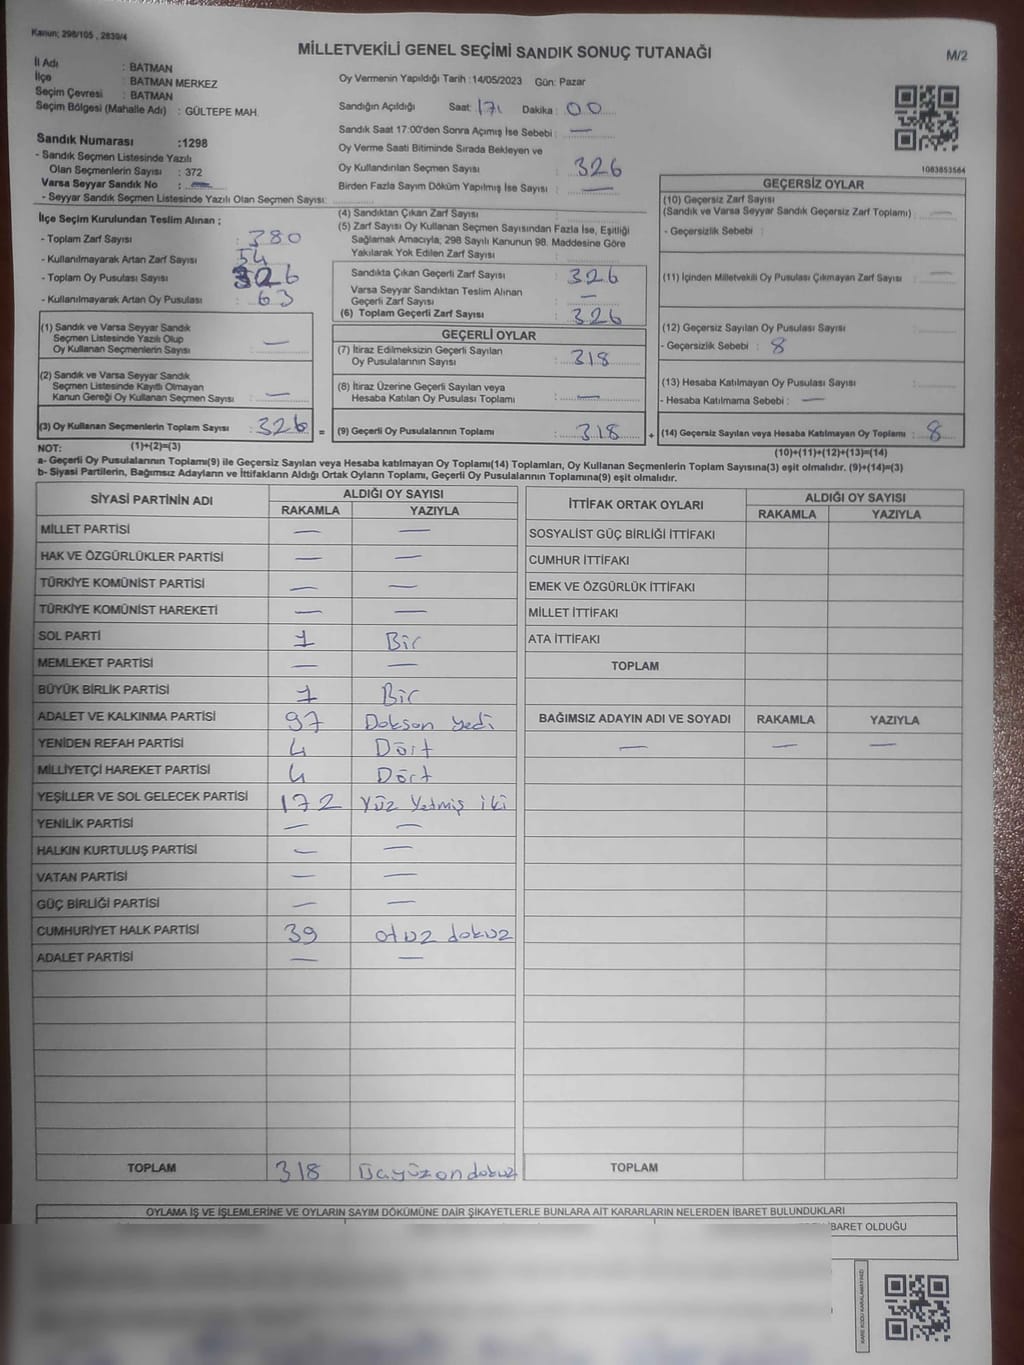 Kanun: 298/105 , 2839/4
MİLLETVEKİLİ GENEL SEÇİMİ SANDIK SONUÇ TUTANAĞI
M/2
İl Adı : BATMAN
İlçe : BATMAN MERKEZ
Seçim Çevresi : BATMAN
Seçim Bölgesi (Mahalle Adı) : GÜLTEPE MAH.
Oy Vermenin Yapıldığı Tarih :14/05/2023 Gün: Pazar
Sandığın Açıldığı Saat: 17 Dakika : 00
Sandık Saat 17:00'den Sonra Açımış İse Sebebi : —
Oy Verme Saati Bitiminde Sırada Bekleyen ve
Oy Kullandırılan Seçmen Sayısı : 326
Birden Fazla Sayım Döküm Yapılmış İse Sayısı : —
Sandık Numarası :1298
- Sandık Seçmen Listesinde Yazılı
Olan Seçmenlerin Sayısı : 372
Varsa Seyyar Sandık No : —
- Seyyar Sandık Seçmen Listesinde Yazılı Olan Seçmen Sayısı:
1083853564
İlçe Seçim Kurulundan Teslim Alınan ;
- Toplam Zarf Sayısı : 380
- Kullanılmayarak Artan Zarf Sayısı : 54
- Toplam Oy Pusulası Sayısı : 326
- Kullanılmayarak Artan Oy Pusulası : 63
(1) Sandık ve Varsa Seyyar Sandık
Seçmen Listesinde Yazılı Olup
Oy Kullanan Seçmenlerin Sayısı : —
(2) Sandık ve Varsa Seyyar Sandık
Seçmen Listesinde Kayıtlı Olmayan
Kanun Gereği Oy Kullanan Seçmen Sayısı : —
(3) Oy Kullanan Seçmenlerin Toplam Sayısı : 326 =
(1)+(2)=(3)
(4) Sandıktan Çıkan Zarf Sayısı :
(5) Zarf Sayısı Oy Kullanan Seçmen Sayısından Fazla İse, Eşitliği
Sağlamak Amacıyla, 298 Sayılı Kanunun 98. Maddesine Göre
Yakılarak Yok Edilen Zarf Sayısı :
Sandıkta Çıkan Geçerli Zarf Sayısı : 326
Varsa Seyyar Sandıktan Teslim Alınan
Geçerli Zarf Sayısı : —
(6) Toplam Geçerli Zarf Sayısı : 326
GEÇERLİ OYLAR
(7) İtiraz Edilmeksizin Geçerli Sayılan
Oy Pusulalarının Sayısı : 318
(8) İtiraz Üzerine Geçerli Sayılan veya
Hesaba Katılan Oy Pusulası Toplamı : —
(9) Geçerli Oy Pusulalarının Toplamı : 318 +
GEÇERSİZ OYLAR
(10) Geçersiz Zarf Sayısı
(Sandık ve Varsa Seyyar Sandık Geçersiz Zarf Toplamı) : —
- Geçersizlik Sebebi :
(11) İçinden Milletvekili Oy Pusulası Çıkmayan Zarf Sayısı : —
(12) Geçersiz Sayılan Oy Pusulası Sayısı :
- Geçersizlik Sebebi : 8
(13) Hesaba Katılmayan Oy Pusulası Sayısı :
- Hesaba Katılmama Sebebi : —
(14) Geçersiz Sayılan veya Hesaba Katılmayan Oy Toplamı : 8
(10)+(11)+(12)+(13)=(14)
NOT:
a- Geçerli Oy Pusulalarının Toplamı(9) ile Geçersiz Sayılan veya Hesaba katılmayan Oy Toplamı(14) Toplamları, Oy Kullanan Seçmenlerin Toplam Sayısına(3) eşit olmalıdır. (9)+(14)=(3)
b- Siyasi Partilerin, Bağımsız Adayların ve İttifakların Aldığı Ortak Oyların Toplamı, Geçerli Oy Pusulalarının Toplamına(9) eşit olmalıdır.
SİYASİ PARTİNİN ADI ALDIĞI OY SAYISI
RAKAMLA YAZIYLA
MİLLET PARTİSİ — —
HAK VE ÖZGÜRLÜKLER PARTİSİ — —
TÜRKİYE KOMÜNİST PARTİSİ — —
TÜRKİYE KOMÜNİST HAREKETİ — —
SOL PARTİ 1 Bir
MEMLEKET PARTİSİ — —
BÜYÜK BİRLİK PARTİSİ 1 Bir
ADALET VE KALKINMA PARTİSİ 97 Doksan yedi
YENİDEN REFAH PARTİSİ 4 Dört
MİLLİYETÇİ HAREKET PARTİSİ 4 Dört
YEŞİLLER VE SOL GELECEK PARTİSİ 172 Yüz Yetmiş iki
YENİLİK PARTİSİ — —
HALKIN KURTULUŞ PARTİSİ — —
VATAN PARTİSİ — —
GÜÇ BİRLİĞİ PARTİSİ — —
CUMHURİYET HALK PARTİSİ 39 otuz dokuz
ADALET PARTİSİ — —
TOPLAM 318
İTTİFAK ORTAK OYLARI ALDIĞI OY SAYISI
RAKAMLA YAZIYLA
SOSYALİST GÜÇ BİRLİĞİ İTTİFAKI
CUMHUR İTTİFAKI
EMEK VE ÖZGÜRLÜK İTTİFAKI
MİLLET İTTİFAKI
ATA İTTİFAKI
TOPLAM
BAĞIMSIZ ADAYIN ADI VE SOYADI RAKAMLA YAZIYLA
— — —
TOPLAM
OYLAMA İŞ VE İŞLEMLERİNE VE OYLARIN SAYIM DÖKÜMÜNE DAİR ŞİKAYETLERLE BUNLARA AİT KARARLARIN NELERDEN İBARET BULUNDUKLARI
İBARET OLDUĞU
KARE KODU KARALAMAYINIZ!